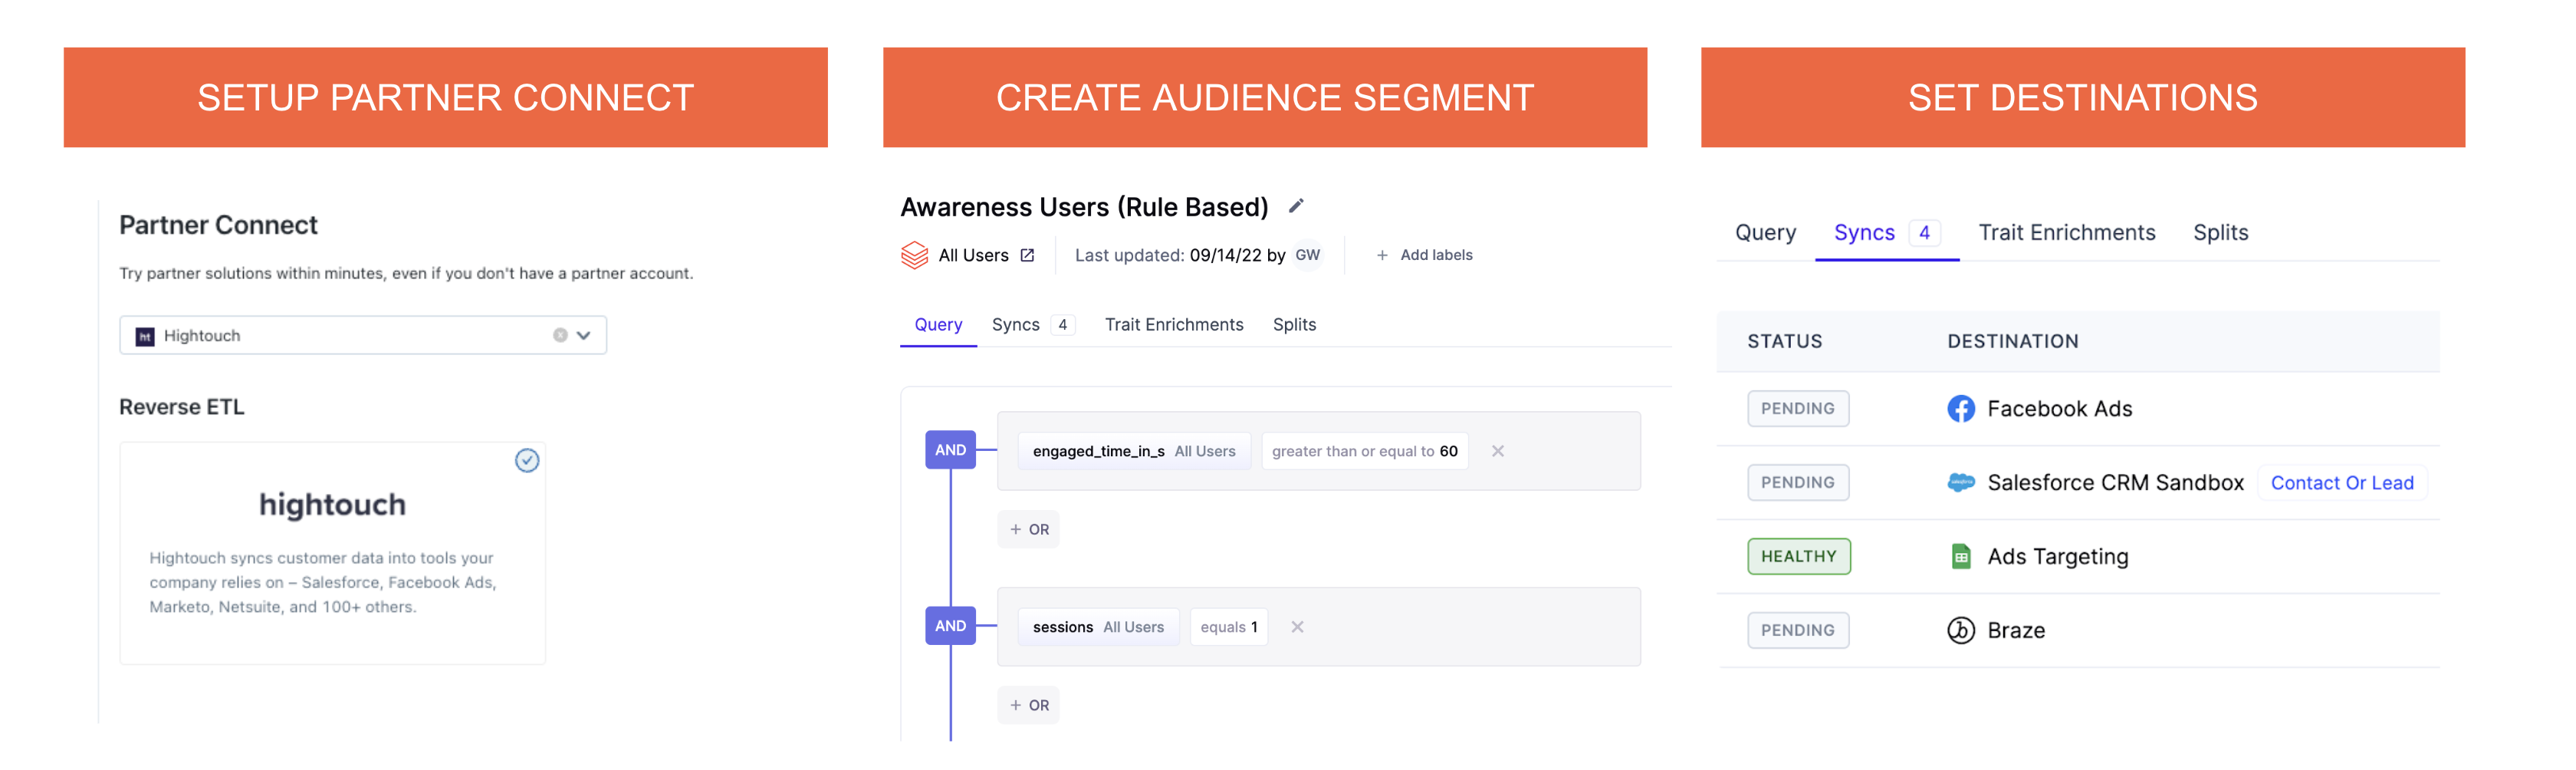 SETUP PARTNER CONNECT
Partner Connect
Try partner solutions within minutes, even if you don't have a partner account.
ht Hightouch
Reverse ETL
hightouch
Hightouch syncs customer data into tools your
company relies on – Salesforce, Facebook Ads,
Marketo, Netsuite, and 100+ others.
CREATE AUDIENCE SEGMENT
Awareness Users (Rule Based)
All Users Last updated: 09/14/22 by GW + Add labels
Query Syncs 4 Trait Enrichments Splits
AND engaged_time_in_s All Users greater than or equal to 60
+ OR
AND sessions All Users equals 1
+ OR
SET DESTINATIONS
Query Syncs 4 Trait Enrichments Splits
STATUS DESTINATION
PENDING Facebook Ads
PENDING Salesforce CRM Sandbox Contact Or Lead
HEALTHY Ads Targeting
PENDING Braze